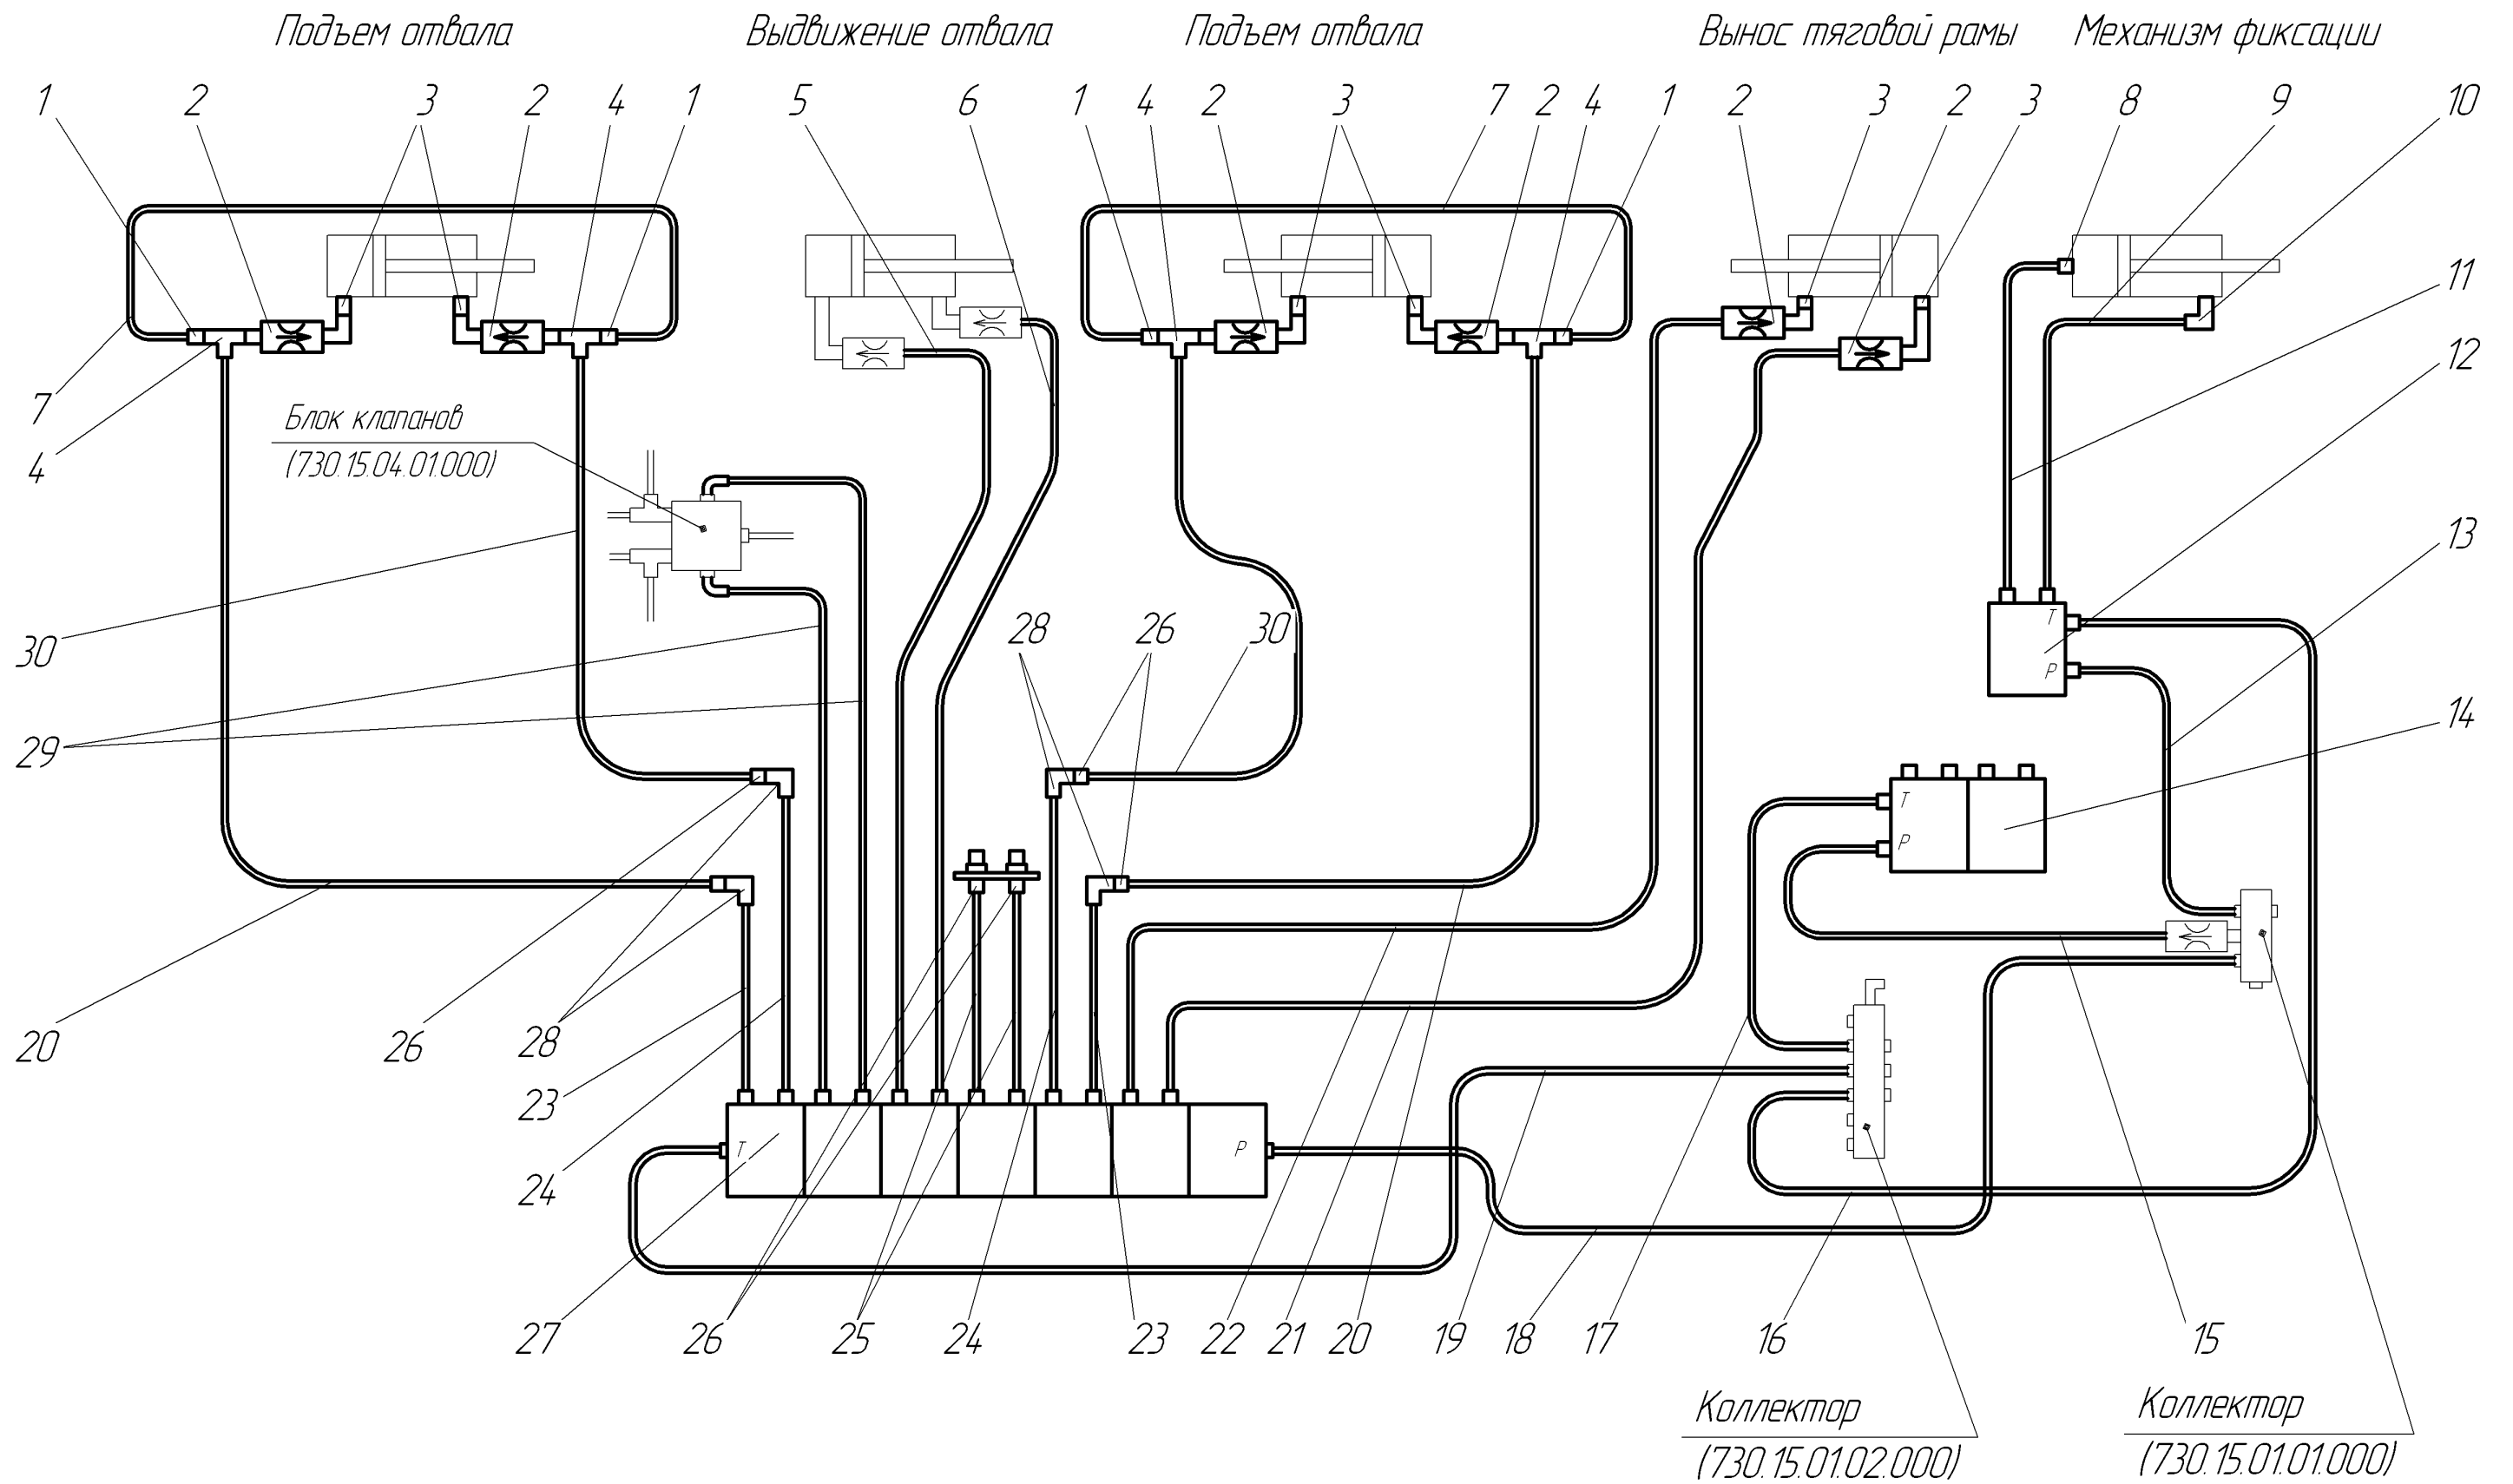 Подъем отвала
Выдвижение отвала
Подъем отвала
Вынос тяговой рамы
Механизм фиксации
1 2 3 2 4 1 5 6 1 4 2 3 7 2 4 1 2 3 2 3 8 9 10
11
12
7
Блок клапанов
4
(730.15.04.01.000)
13
30
28 26 30
T
P
29
14
T
P
20
26
28
23
24
T
P
27 26 25 24 23 22 21 20 19 18 17 16 15
Коллектор
(730.15.01.02.000)
Коллектор
(730.15.01.01.000)